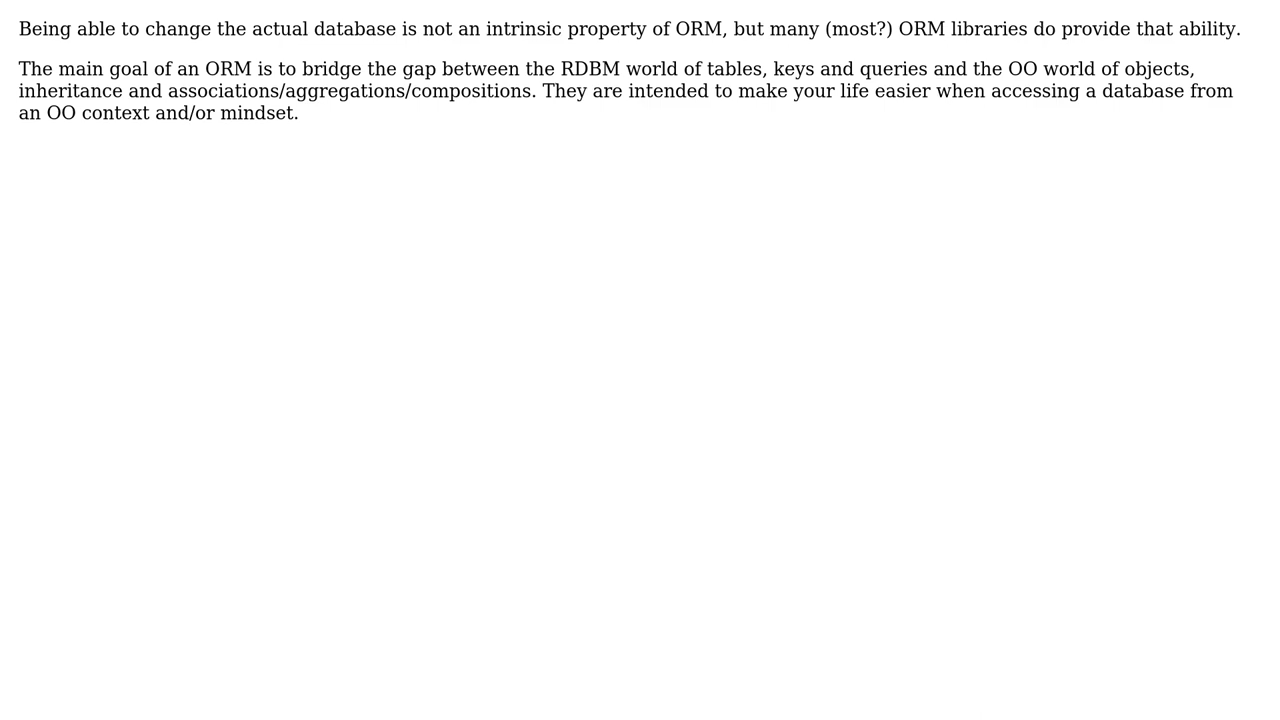 Being able to change the actual database is not an intrinsic property of ORM, but many (most?) ORM libraries do provide that ability.
The main goal of an ORM is to bridge the gap between the RDBM world of tables, keys and queries and the OO world of objects,
inheritance and associations/aggregations/compositions. They are intended to make your life easier when accessing a database from
an OO context and/or mindset.